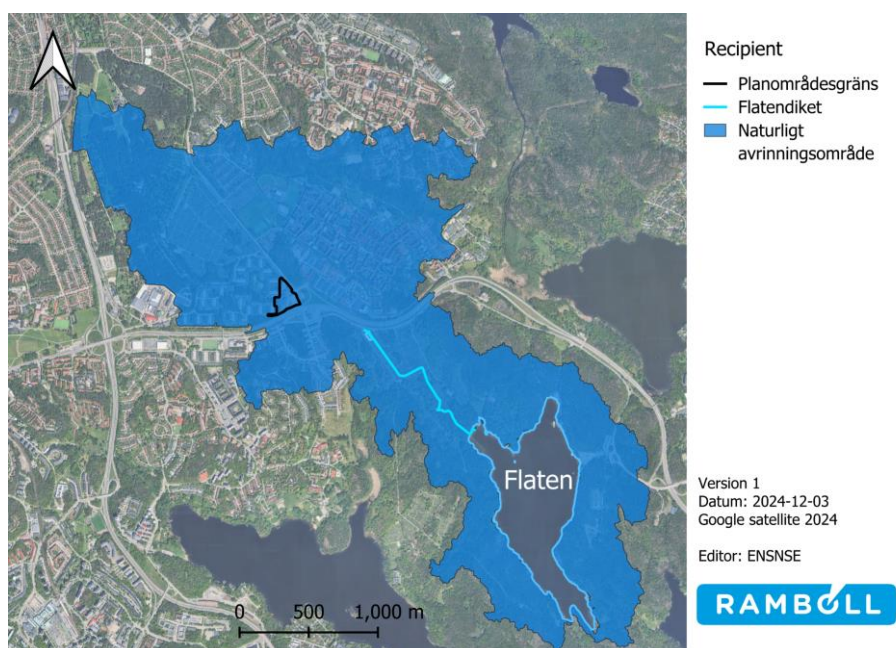 Recipient
Planområdesgräns
Flatendiket
Naturligt
avrinningsområde
Flaten
0 500 1,000 m
Version 1
Datum: 2024-12-03
Google satellite 2024
Editor: ENSNSE
RAMBOLL